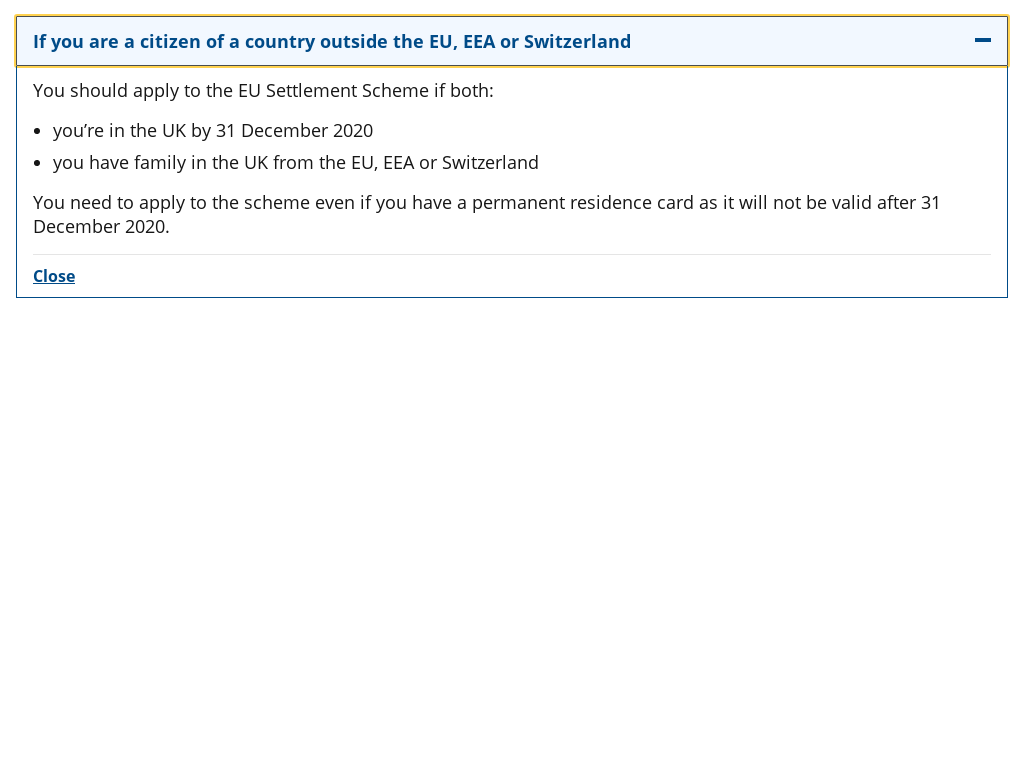 If you are a citizen of a country outside the EU, EEA or Switzerland
You should apply to the EU Settlement Scheme if both:
you’re in the UK by 31 December 2020
you have family in the UK from the EU, EEA or Switzerland
You need to apply to the scheme even if you have a permanent residence card as it will not be valid after 31
December 2020.
Close